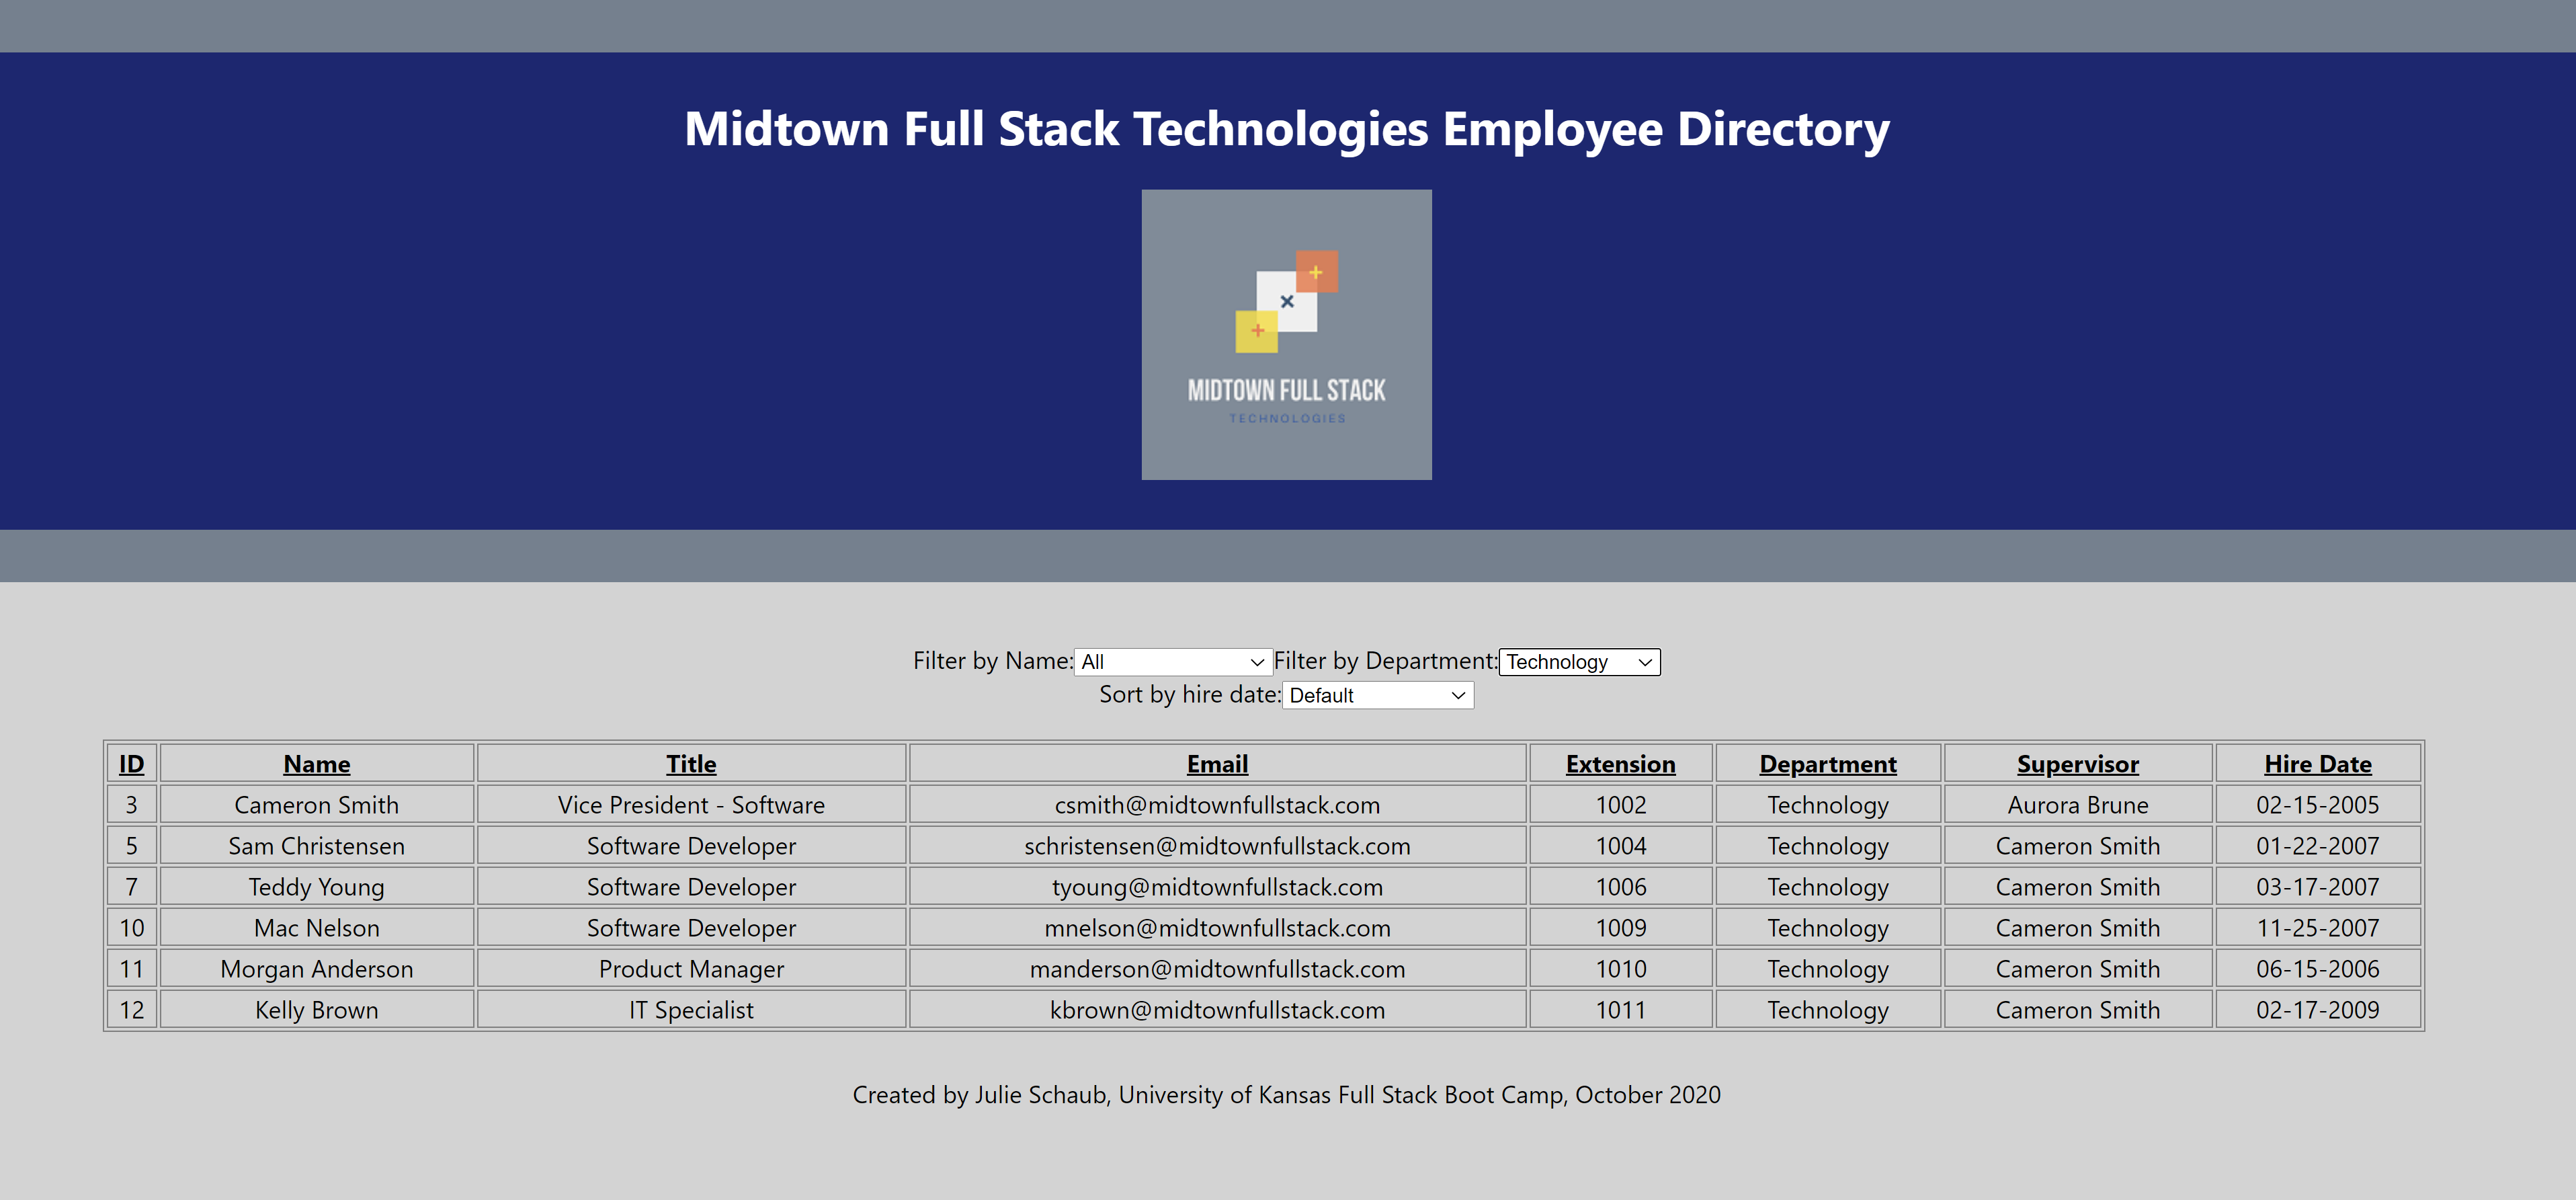 Midtown Full Stack Technologies Employee Directory
+
×
+
MIDTOWN FULL STACK
TECHNOLOGIES
Filter by Name: All Filter by Department: Technology
Sort by hire date: Default
ID Name Title Email Extension Department Supervisor Hire Date
3 Cameron Smith Vice President - Software csmith@midtownfullstack.com 1002 Technology Aurora Brune 02-15-2005
5 Sam Christensen Software Developer schristensen@midtownfullstack.com 1004 Technology Cameron Smith 01-22-2007
7 Teddy Young Software Developer tyoung@midtownfullstack.com 1006 Technology Cameron Smith 03-17-2007
10 Mac Nelson Software Developer mnelson@midtownfullstack.com 1009 Technology Cameron Smith 11-25-2007
11 Morgan Anderson Product Manager manderson@midtownfullstack.com 1010 Technology Cameron Smith 06-15-2006
12 Kelly Brown IT Specialist kbrown@midtownfullstack.com 1011 Technology Cameron Smith 02-17-2009
Created by Julie Schaub, University of Kansas Full Stack Boot Camp, October 2020